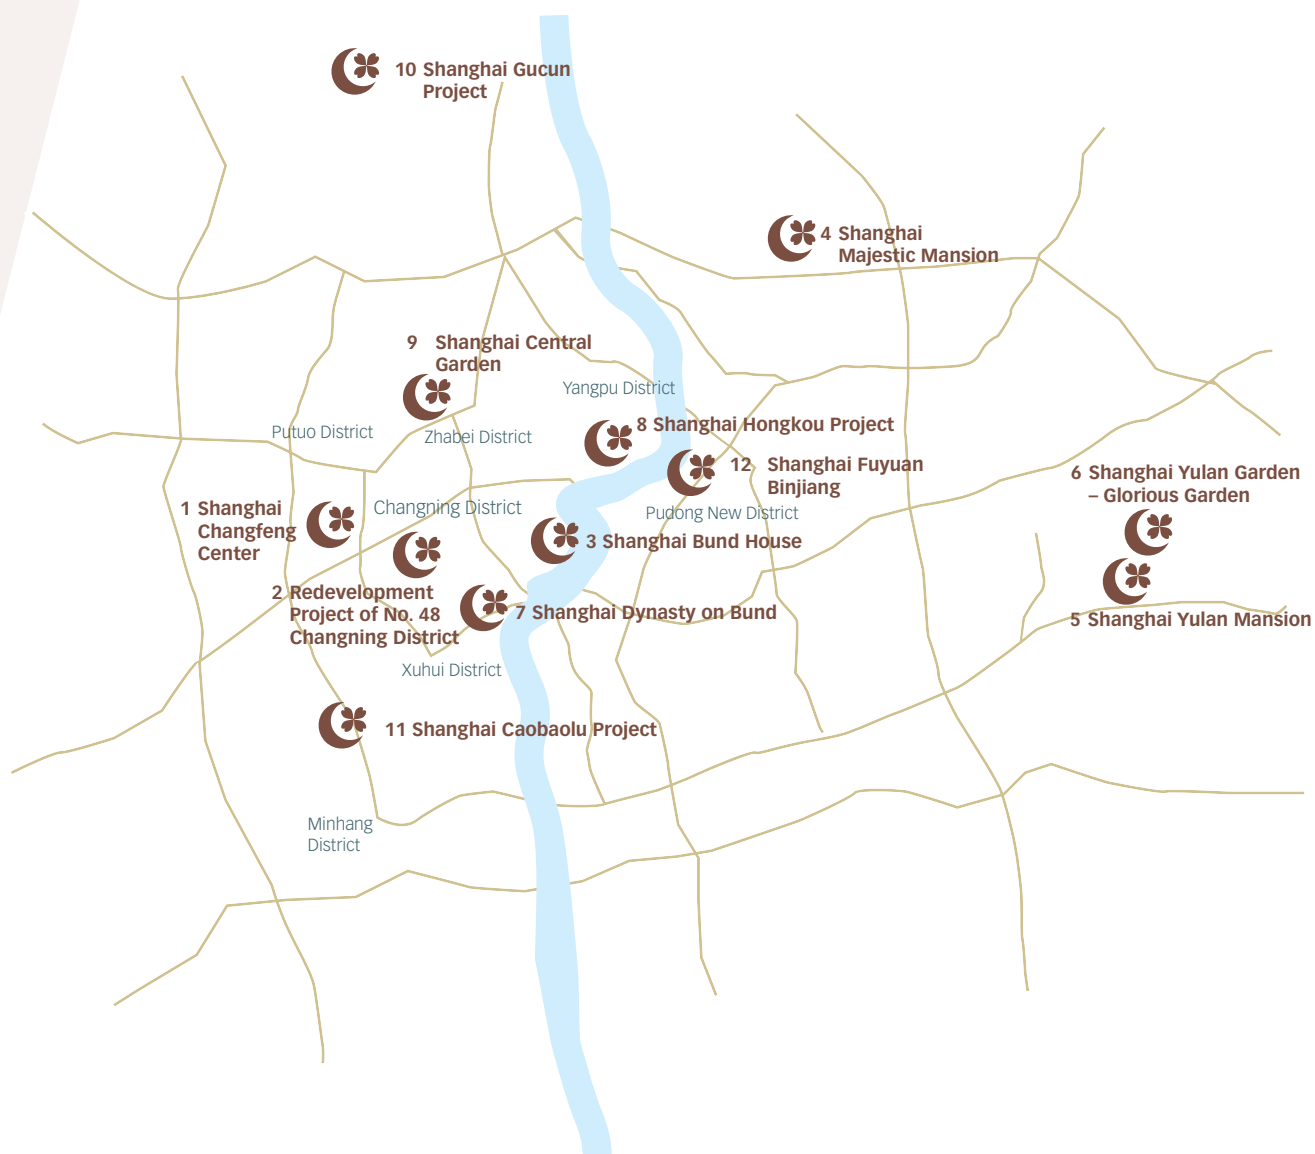 10 Shanghai Gucun
Project
4 Shanghai
Majestic Mansion
9 Shanghai Central
Garden
Yangpu District
Putuo District
Zhabei District
8 Shanghai Hongkou Project
12 Shanghai Fuyuan
Binjiang
6 Shanghai Yulan Garden
– Glorious Garden
1 Shanghai
Changfeng
Center
Changning District
Pudong New District
3 Shanghai Bund House
2 Redevelopment
Project of No. 48
Changning District
7 Shanghai Dynasty on Bund
5 Shanghai Yulan Mansion
Xuhui District
11 Shanghai Caobaolu Project
Minhang
District